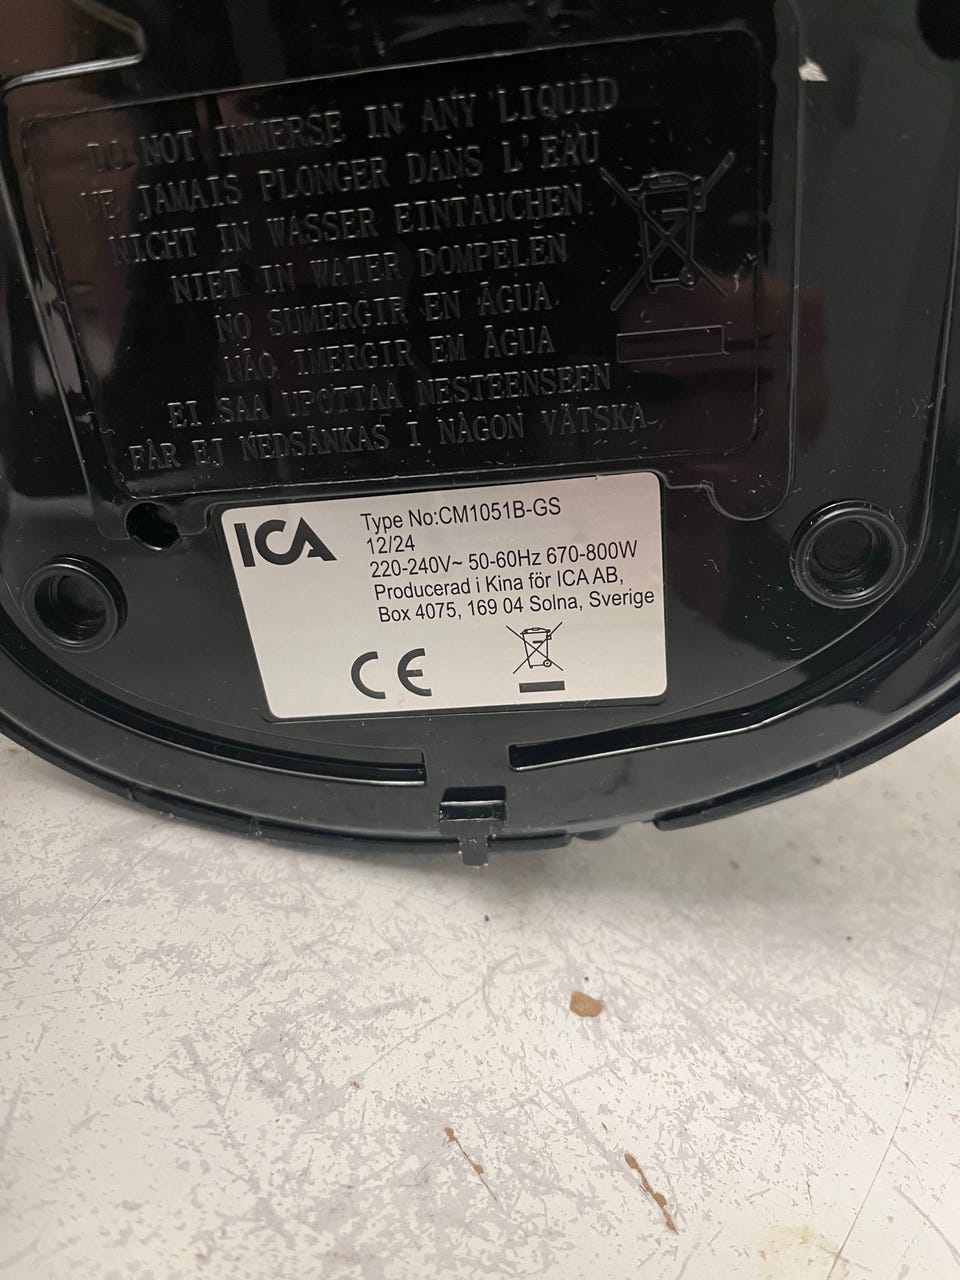 DO NOT IMMERSE IN ANY LIQUID
NE JAMAIS PLONGER DANS L'EAU
NICHT IN WASSER EINTAUCHEN
NIET IN WATER DOMPELEN
NO SUMERGIR EN AGUA
NÃO IMERGIR EM ÁGUA
EI SAA UPOTTAA NESTEENSEEN
FÅR EJ NEDSÄNKAS I NÅGON VÄTSKA
ICA
Type No:CM1051B-GS
12/24
220-240V~ 50-60Hz 670-800W
Producerad i Kina för ICA AB,
Box 4075, 169 04 Solna, Sverige
CE